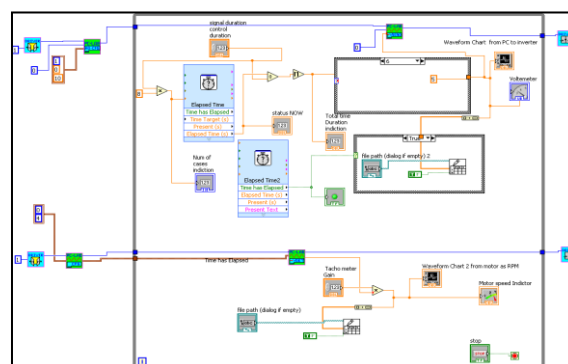 signal duration
control
duration
Waveform Chart from PC to inverter
Voltemeter
Elapsed Time
Time has Elapsed
Time Target (s)
Present (s)
Elapsed Time (s)
status NOW
Total time
Duration
indiction
6
True
file path (dialog if empty) 2
Num of
cases
indiction
Elapsed Time2
Time has Elapsed
Elapsed Time (s)
Present (s)
Present Text
Time has Elapsed
Tacho meter
Gain
Waveform Chart 2 from motor as RPM
Motor speed Indictor
file path (dialog if empty)
stop
i